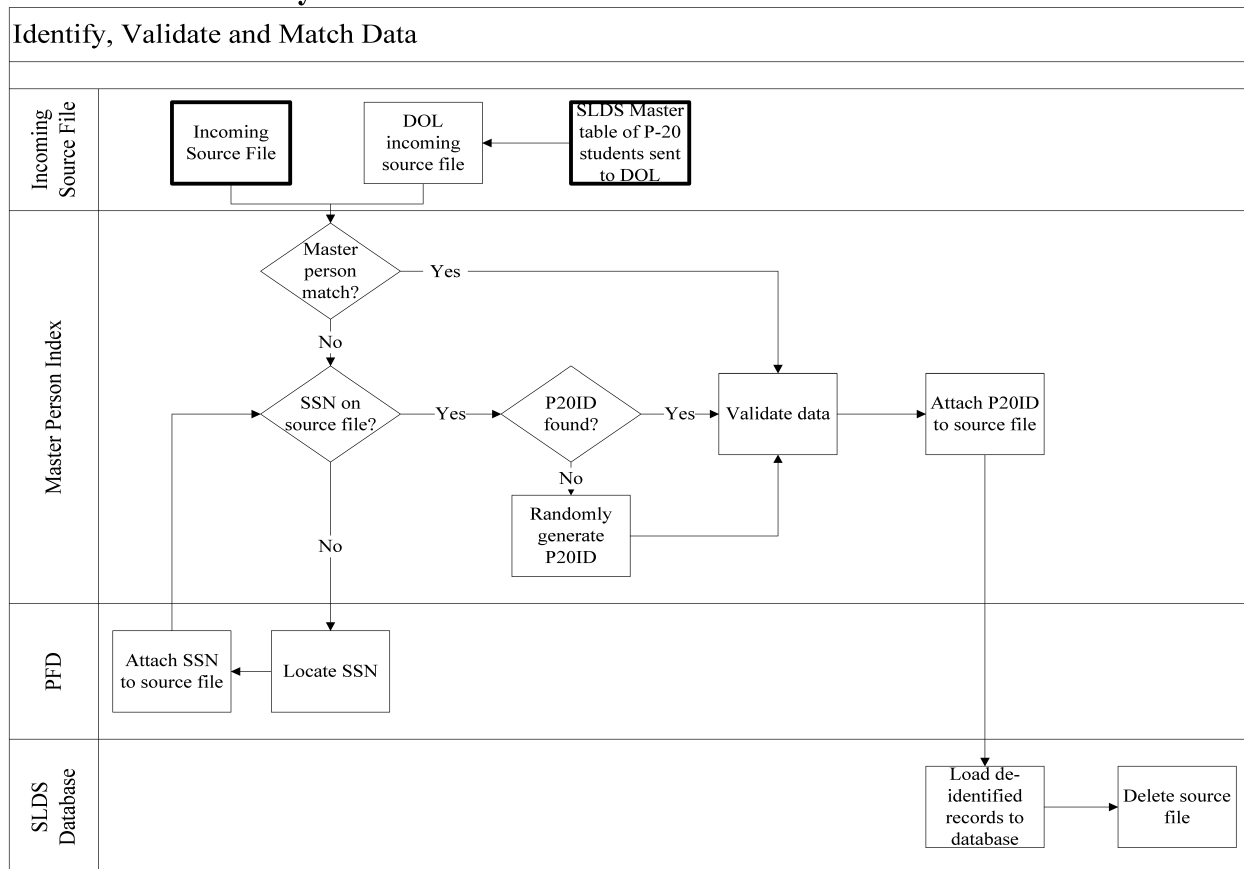 Identify, Validate and Match Data
Incoming
Source File
Incoming
Source File
DOL
incoming
source file
SLDS Master
table of P-20
students sent
to DOL
Master Person Index
Master
person
match?
Yes
No
SSN on
source file?
Yes
P20ID
found?
Yes
Validate data
Attach P20ID
to source file
No
Randomly
generate
P20ID
No
PFD
Attach SSN
to source file
Locate SSN
SLDS
Database
Load de-
identified
records to
database
Delete source
file